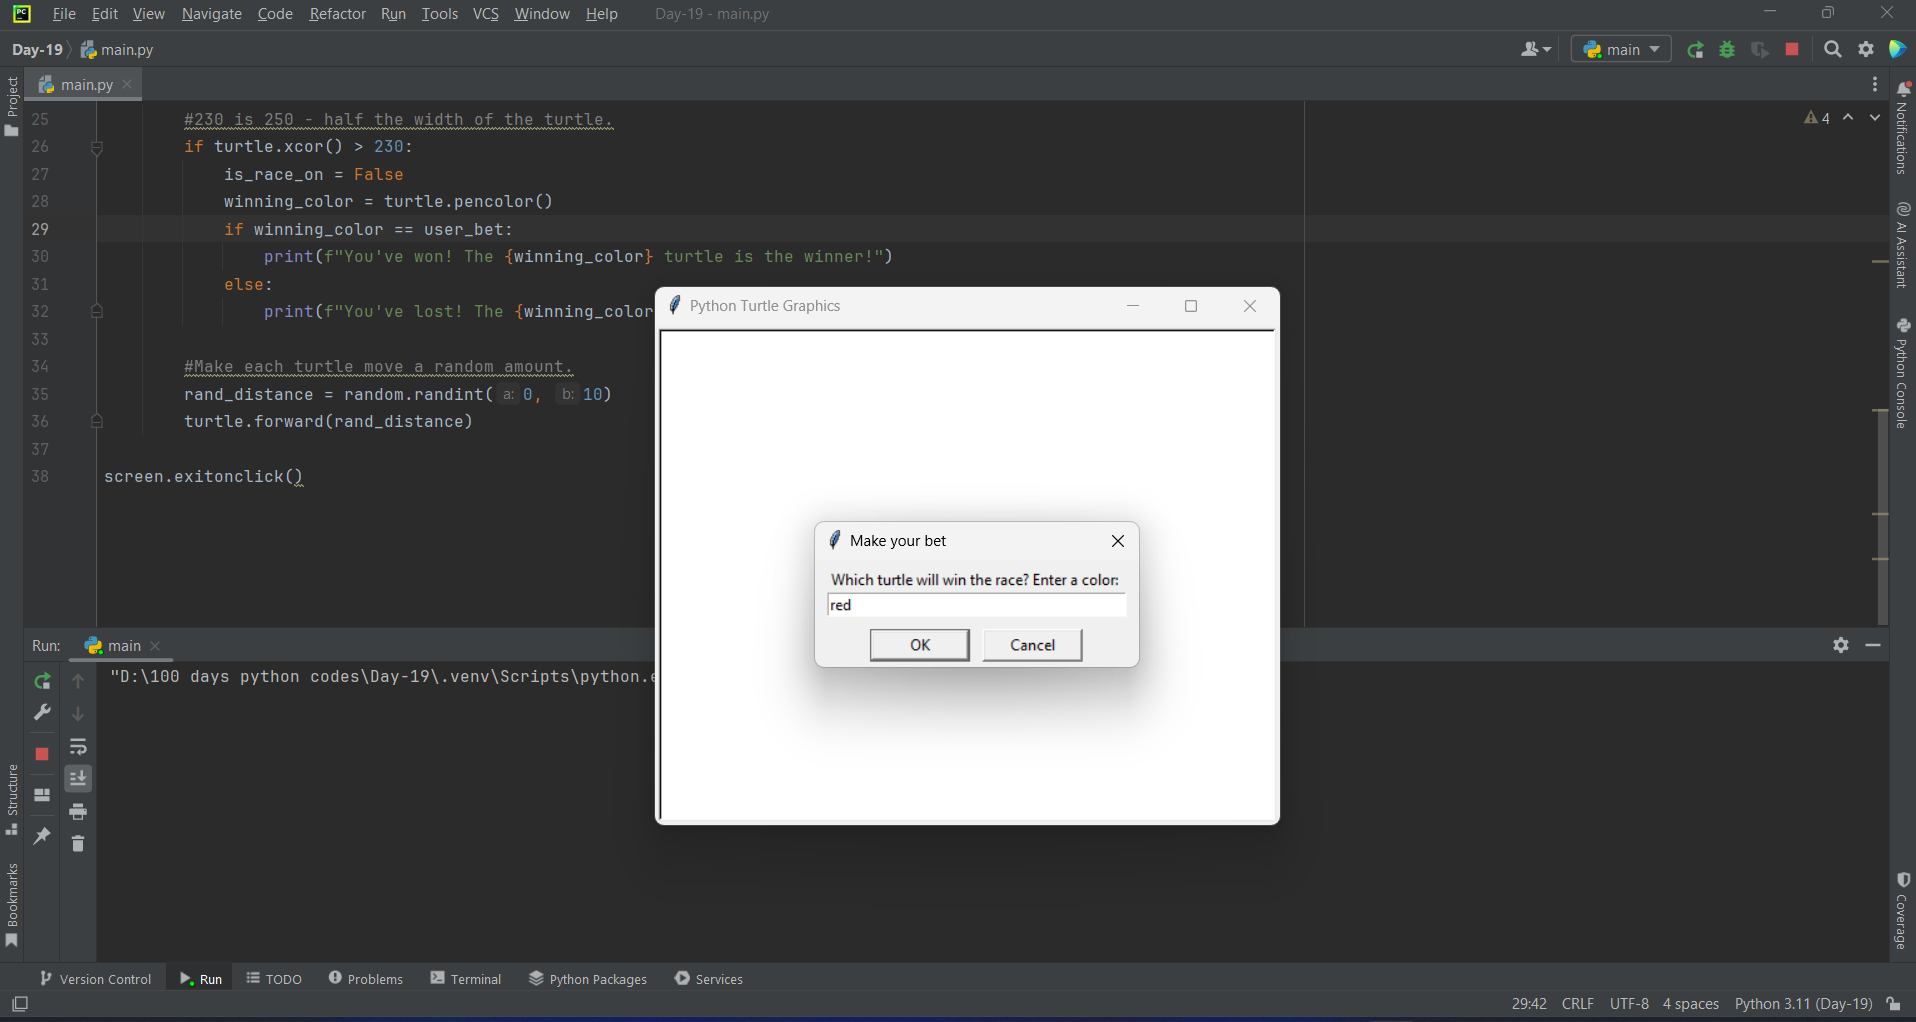 File Edit View Navigate Code Refactor Run Tools VCS Window Help Day-19 - main.py
Day-19 main.py
main
main.py
Project
4
25 #230 is 250 - half the width of the turtle.
26 if turtle.xcor() > 230:
27 is_race_on = False
28 winning_color = turtle.pencolor()
29 if winning_color == user_bet:
30 print(f"You've won! The {winning_color} turtle is the winner!")
31 else:
32 print(f"You've lost! The {winning_color
33
34 #Make each turtle move a random amount.
35 rand_distance = random.randint( a: 0, b: 10)
36 turtle.forward(rand_distance)
37
38 screen.exitonclick()
Notifications
AI Assistant
Python Console
Coverage
Python Turtle Graphics
Make your bet
Which turtle will win the race? Enter a color:
red
OK Cancel
Run: main
"D:\100 days python codes\Day-19\.venv\Scripts\python.e
Structure
Bookmarks
Version Control Run TODO Problems Terminal Python Packages Services
29:42 CRLF UTF-8 4 spaces Python 3.11 (Day-19)